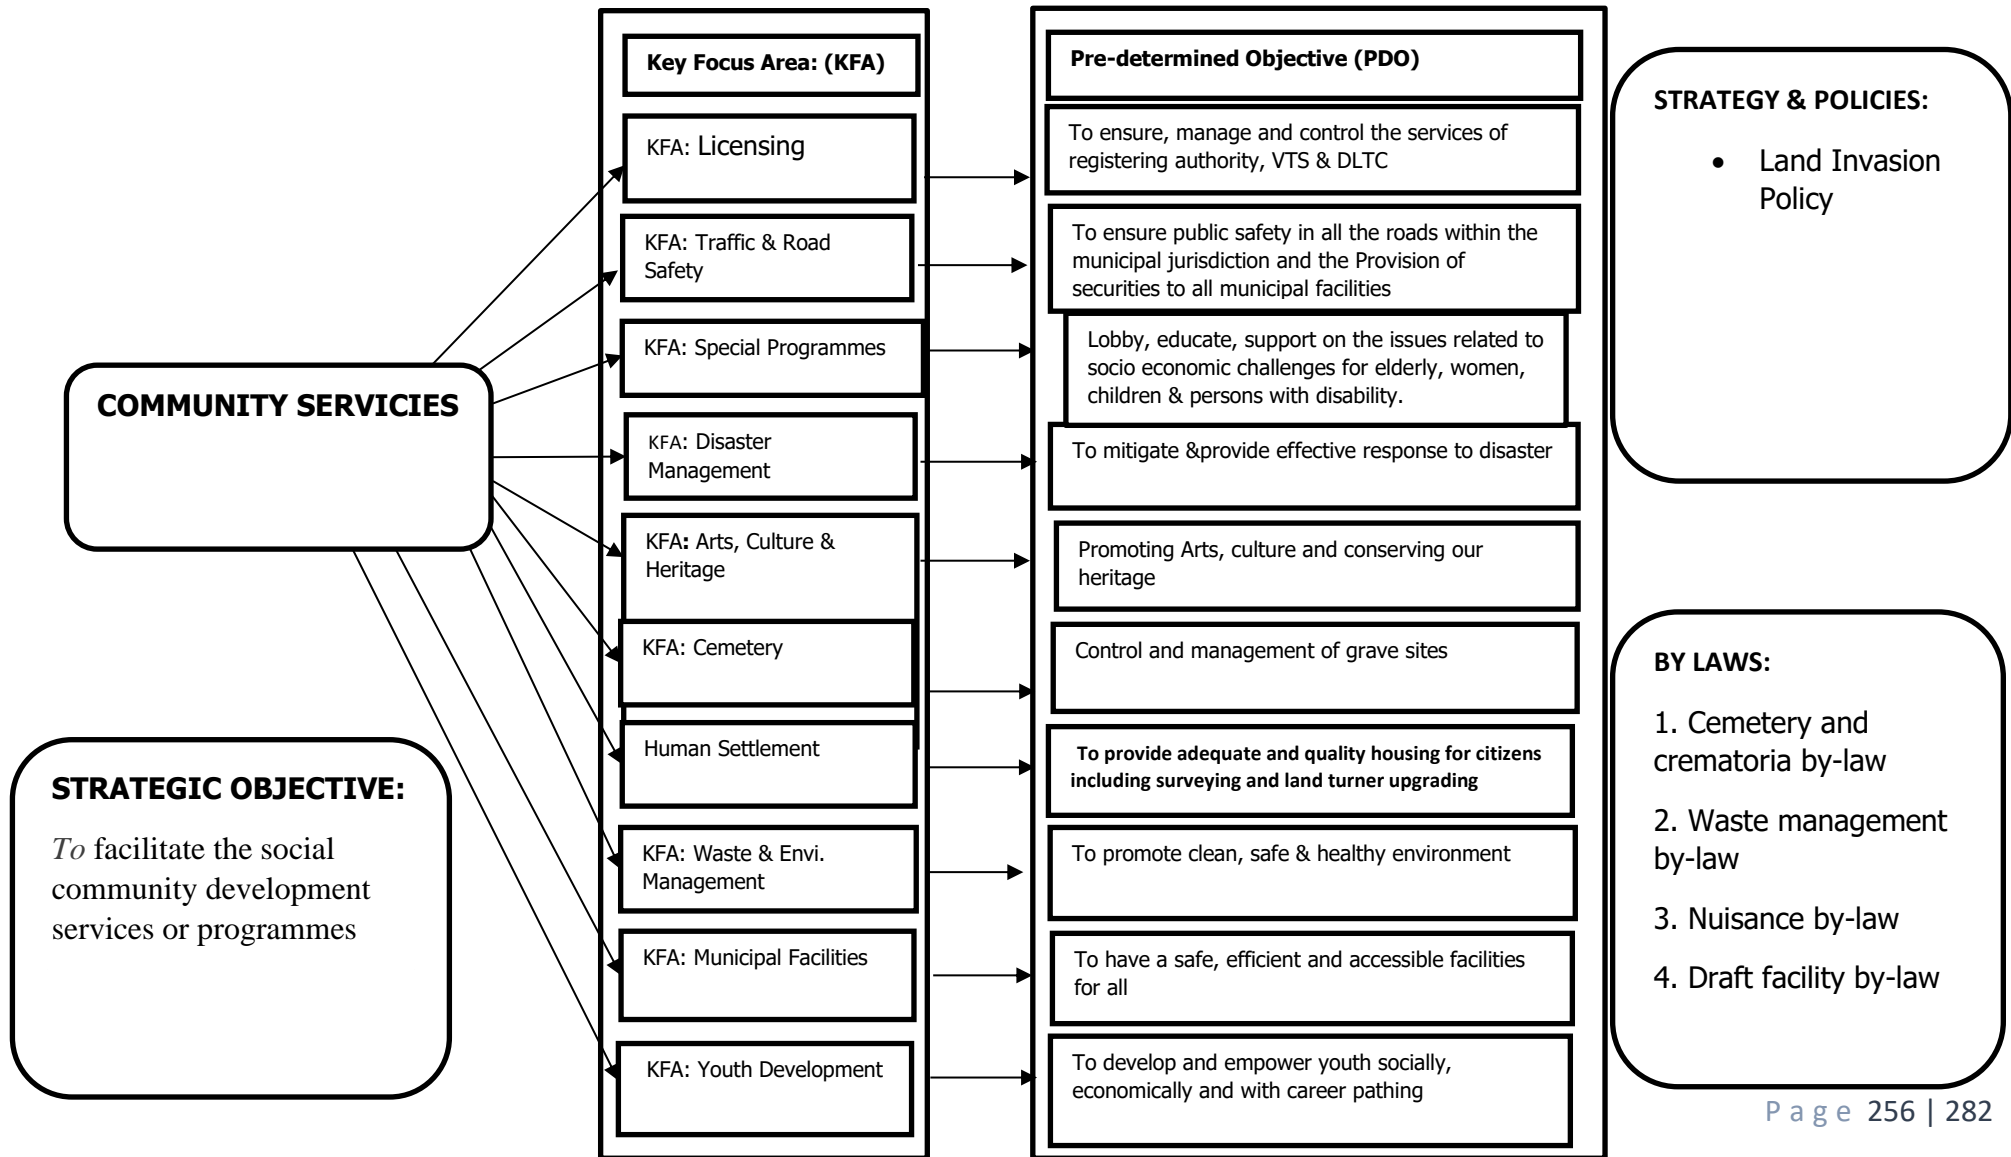 COMMUNITY SERVICIES
STRATEGIC OBJECTIVE:
To facilitate the social
community development
services or programmes
Key Focus Area: (KFA)
KFA: Licensing
KFA: Traffic & Road
Safety
KFA: Special Programmes
KFA: Disaster
Management
KFA: Arts, Culture &
Heritage
KFA: Cemetery
Human Settlement
KFA: Waste & Envi.
Management
KFA: Municipal Facilities
KFA: Youth Development
Pre-determined Objective (PDO)
To ensure, manage and control the services of
registering authority, VTS & DLTC
To ensure public safety in all the roads within the
municipal jurisdiction and the Provision of
securities to all municipal facilities
Lobby, educate, support on the issues related to
socio economic challenges for elderly, women,
children & persons with disability.
To mitigate &provide effective response to disaster
Promoting Arts, culture and conserving our
heritage
Control and management of grave sites
To provide adequate and quality housing for citizens
including surveying and land turner upgrading
To promote clean, safe & healthy environment
To have a safe, efficient and accessible facilities
for all
To develop and empower youth socially,
economically and with career pathing
STRATEGY & POLICIES:
• Land Invasion
Policy
BY LAWS:
1. Cemetery and
crematoria by-law
2. Waste management
by-law
3. Nuisance by-law
4. Draft facility by-law
Page 256 | 282